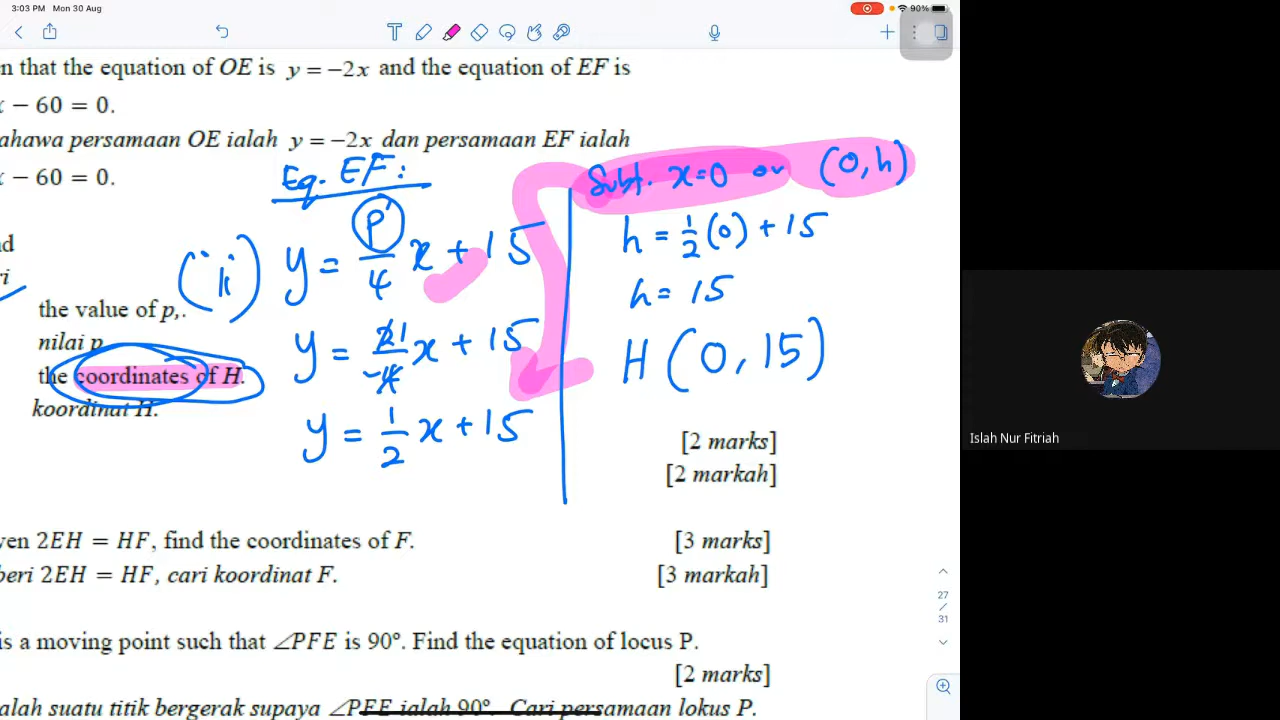 3:03 PM Mon 30 Aug
90%
n that the equation of OE is y = −2x and the equation of EF is
x − 60 = 0.
ahawa persamaan OE ialah y = −2x dan persamaan EF ialah
x − 60 = 0.
Eq. EF:
(ii) y = p/4 x + 15
y = 2/4 x + 15
y = 1/2 x + 15
Subt. x=0 or (0,h)
h = 1/2 (0) + 15
h = 15
H (0, 15)
the value of p,.
nilai p
the coordinates of H.
koordinat H.
[2 marks]
[2 markah]
ven 2EH = HF, find the coordinates of F.
[3 marks]
beri 2EH = HF, cari koordinat F.
[3 markah]
is a moving point such that ∠PFE is 90°. Find the equation of locus P.
[2 marks]
alah suatu titik bergerak supaya ∠PFE ialah 90°. Cari persamaan lokus P.
27
/
31
Islah Nur Fitriah